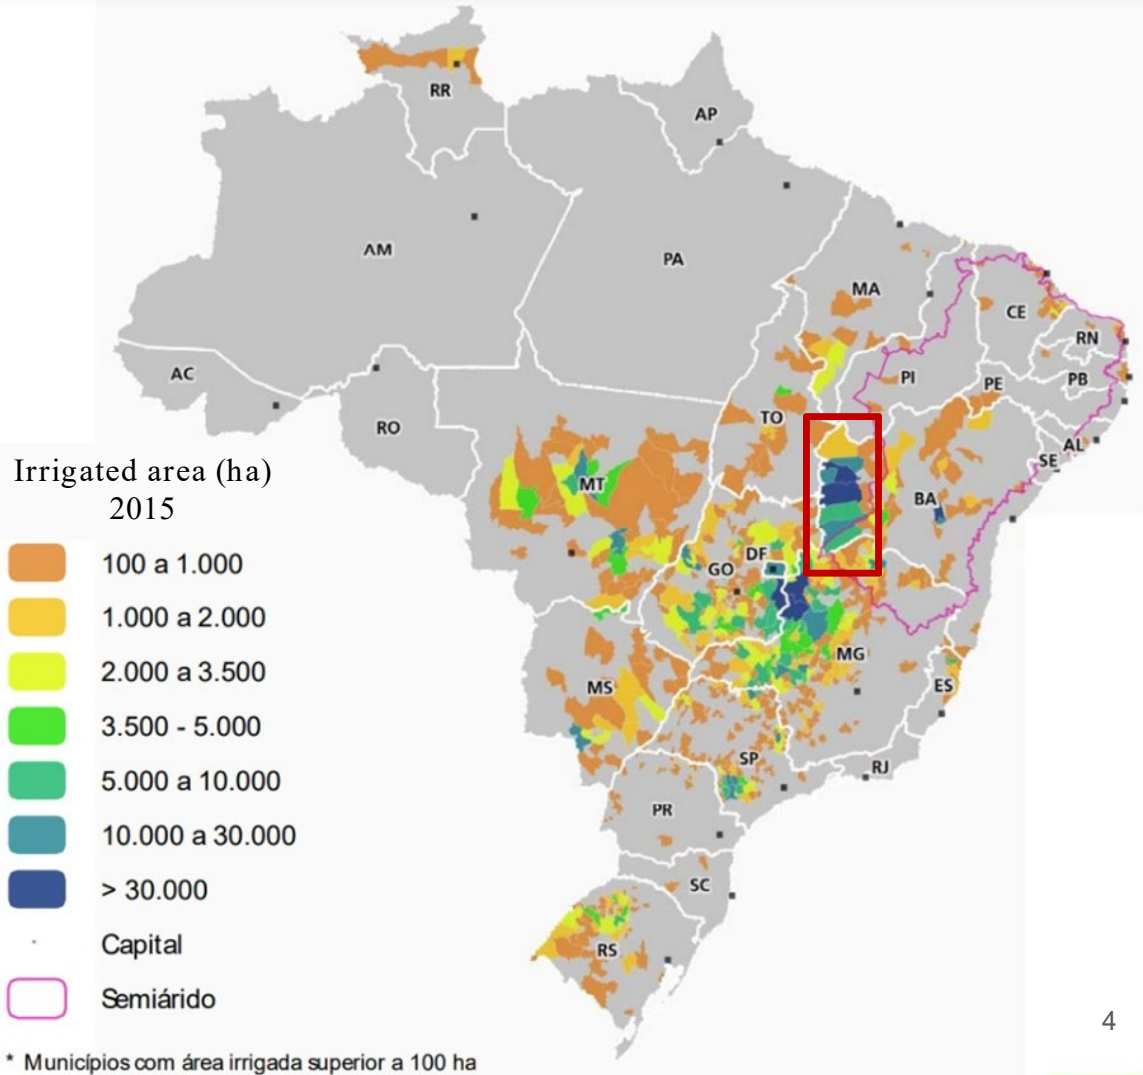 RR
AP
AM
PA
MA
CE
RN
PB
PI
PE
AC
TO
RO
AL
SE
MT
BA
DF
GO
MG
MS
ES
SP
RJ
PR
SC
RS
Irrigated area (ha)
2015
100 a 1.000
1.000 a 2.000
2.000 a 3.500
3.500 - 5.000
5.000 a 10.000
10.000 a 30.000
> 30.000
Capital
Semiárido
* Municípios com área irrigada superior a 100 ha
4